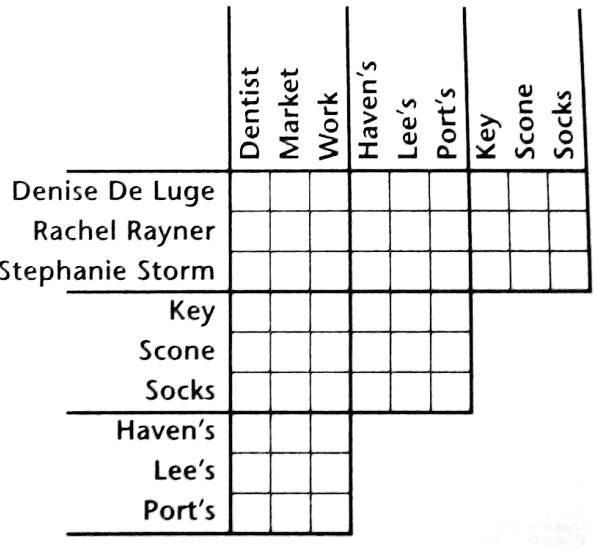 Dentist
Market
Work
Haven's
Lee's
Port's
Key
Scone
Socks
Denise De Luge
Rachel Rayner
Stephanie Storm
Key
Scone
Socks
Haven's
Lee's
Port's